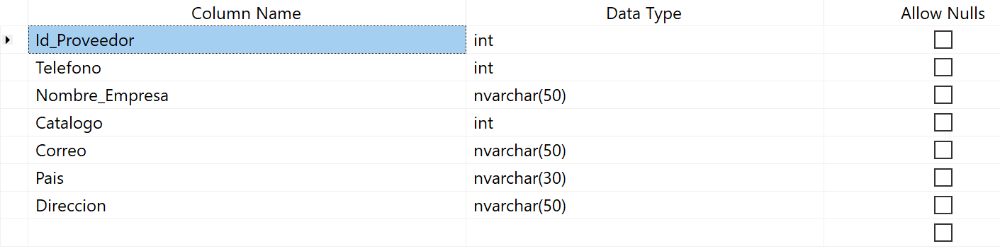 Column Name Data Type Allow Nulls
Id_Proveedor int
Telefono int
Nombre_Empresa nvarchar(50)
Catalogo int
Correo nvarchar(50)
Pais nvarchar(30)
Direccion nvarchar(50)